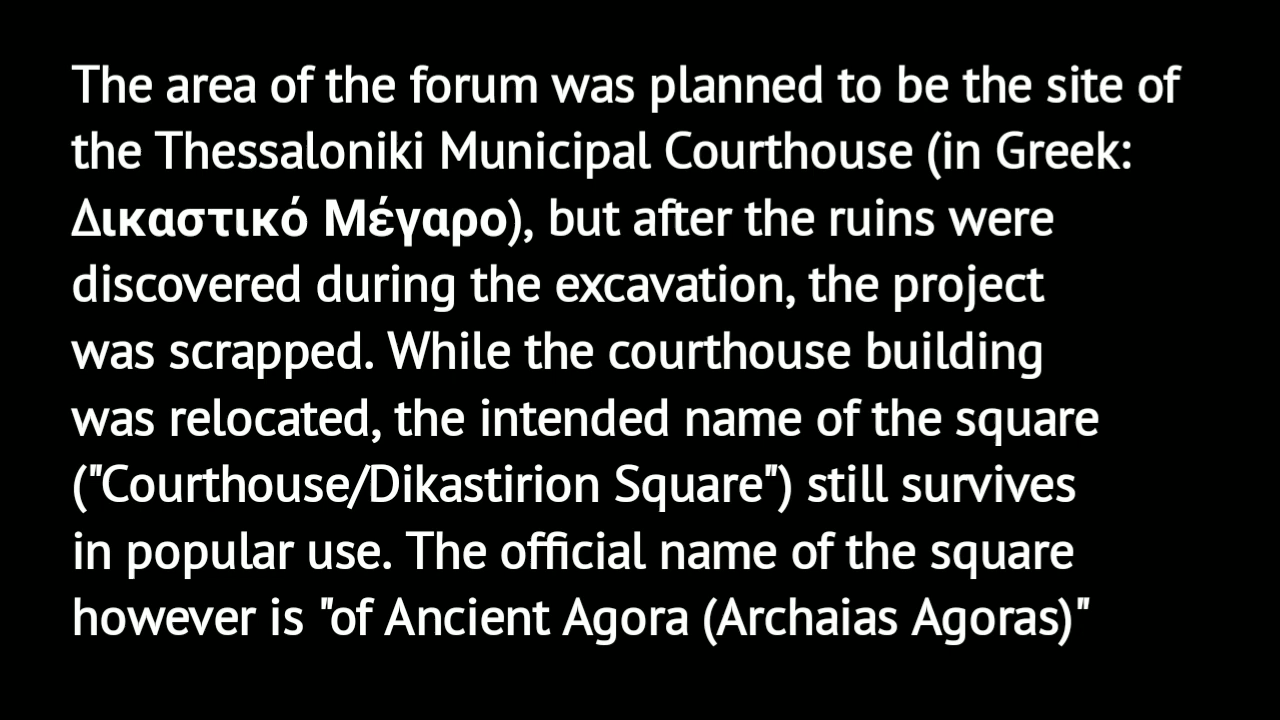 The area of the forum was planned to be the site of
the Thessaloniki Municipal Courthouse (in Greek:
Δικαστικό Μέγαρο), but after the ruins were
discovered during the excavation, the project
was scrapped. While the courthouse building
was relocated, the intended name of the square
("Courthouse/Dikastirion Square") still survives
in popular use. The official name of the square
however is "of Ancient Agora (Archaias Agoras)"